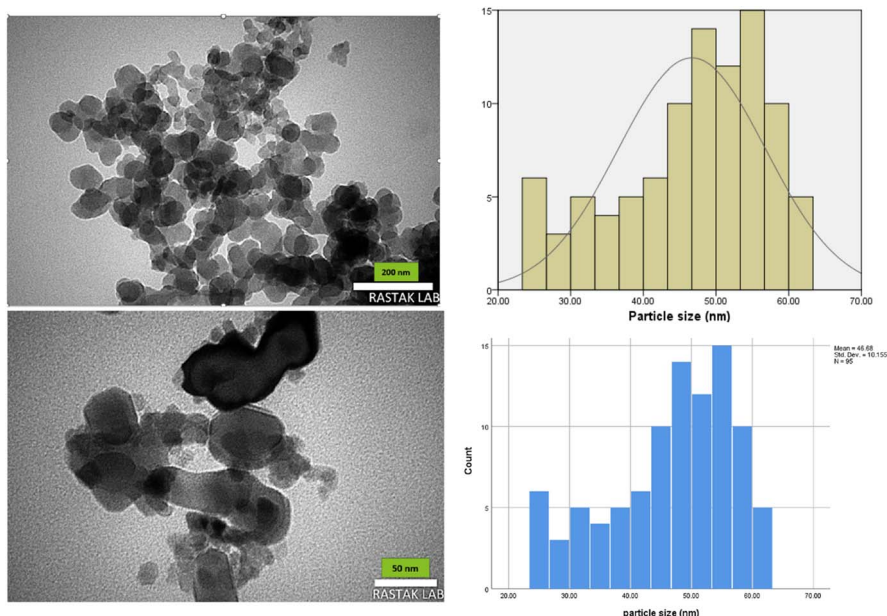 200 nm
RASTAK LAB
15
10
5
0
20.00 30.00 40.00 50.00 60.00 70.00
Particle size (nm)
50 nm
RASTAK LAB
Mean = 46.68
Std. Dev. = 10.155
N = 95
15
10
5
0
Count
20.00 30.00 40.00 50.00 60.00 70.00
particle size (nm)